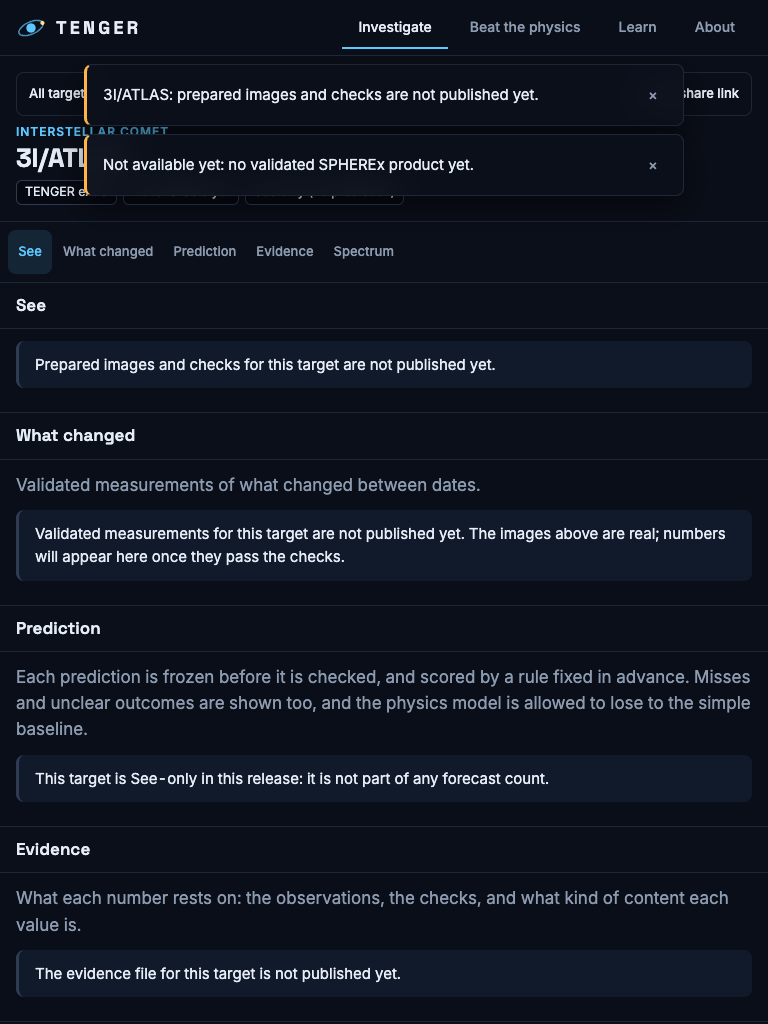 TENGER
Investigate
Beat the physics
Learn
About
All target
share link
3I/ATLAS: prepared images and checks are not published yet.
×
INTERSTELLAR COMET
3I/ATL
Not available yet: no validated SPHEREx product yet.
×
TENGER
See
What changed
Prediction
Evidence
Spectrum
See
Prepared images and checks for this target are not published yet.
What changed
Validated measurements of what changed between dates.
Validated measurements for this target are not published yet. The images above are real; numbers
will appear here once they pass the checks.
Prediction
Each prediction is frozen before it is checked, and scored by a rule fixed in advance. Misses
and unclear outcomes are shown too, and the physics model is allowed to lose to the simple
baseline.
This target is See-only in this release: it is not part of any forecast count.
Evidence
What each number rests on: the observations, the checks, and what kind of content each
value is.
The evidence file for this target is not published yet.